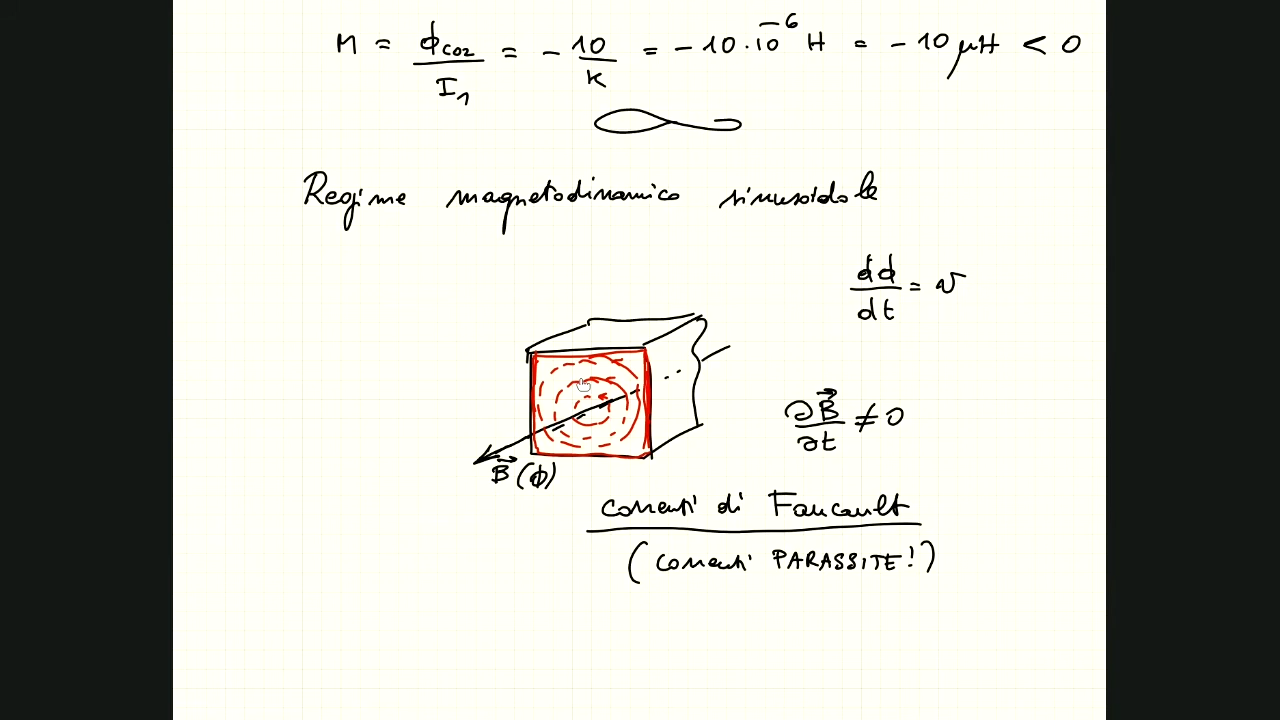 M = ϕco2 / I1 = - 10 / K = - 10 · 10^-6 H = - 10 μH < 0
Regime magnetodinamico sinusoidale
dϕ / dt = v
∂B⃗ / ∂t ≠ 0
B⃗ (ϕ)
correnti di Foucault
(correnti PARASSITE!)